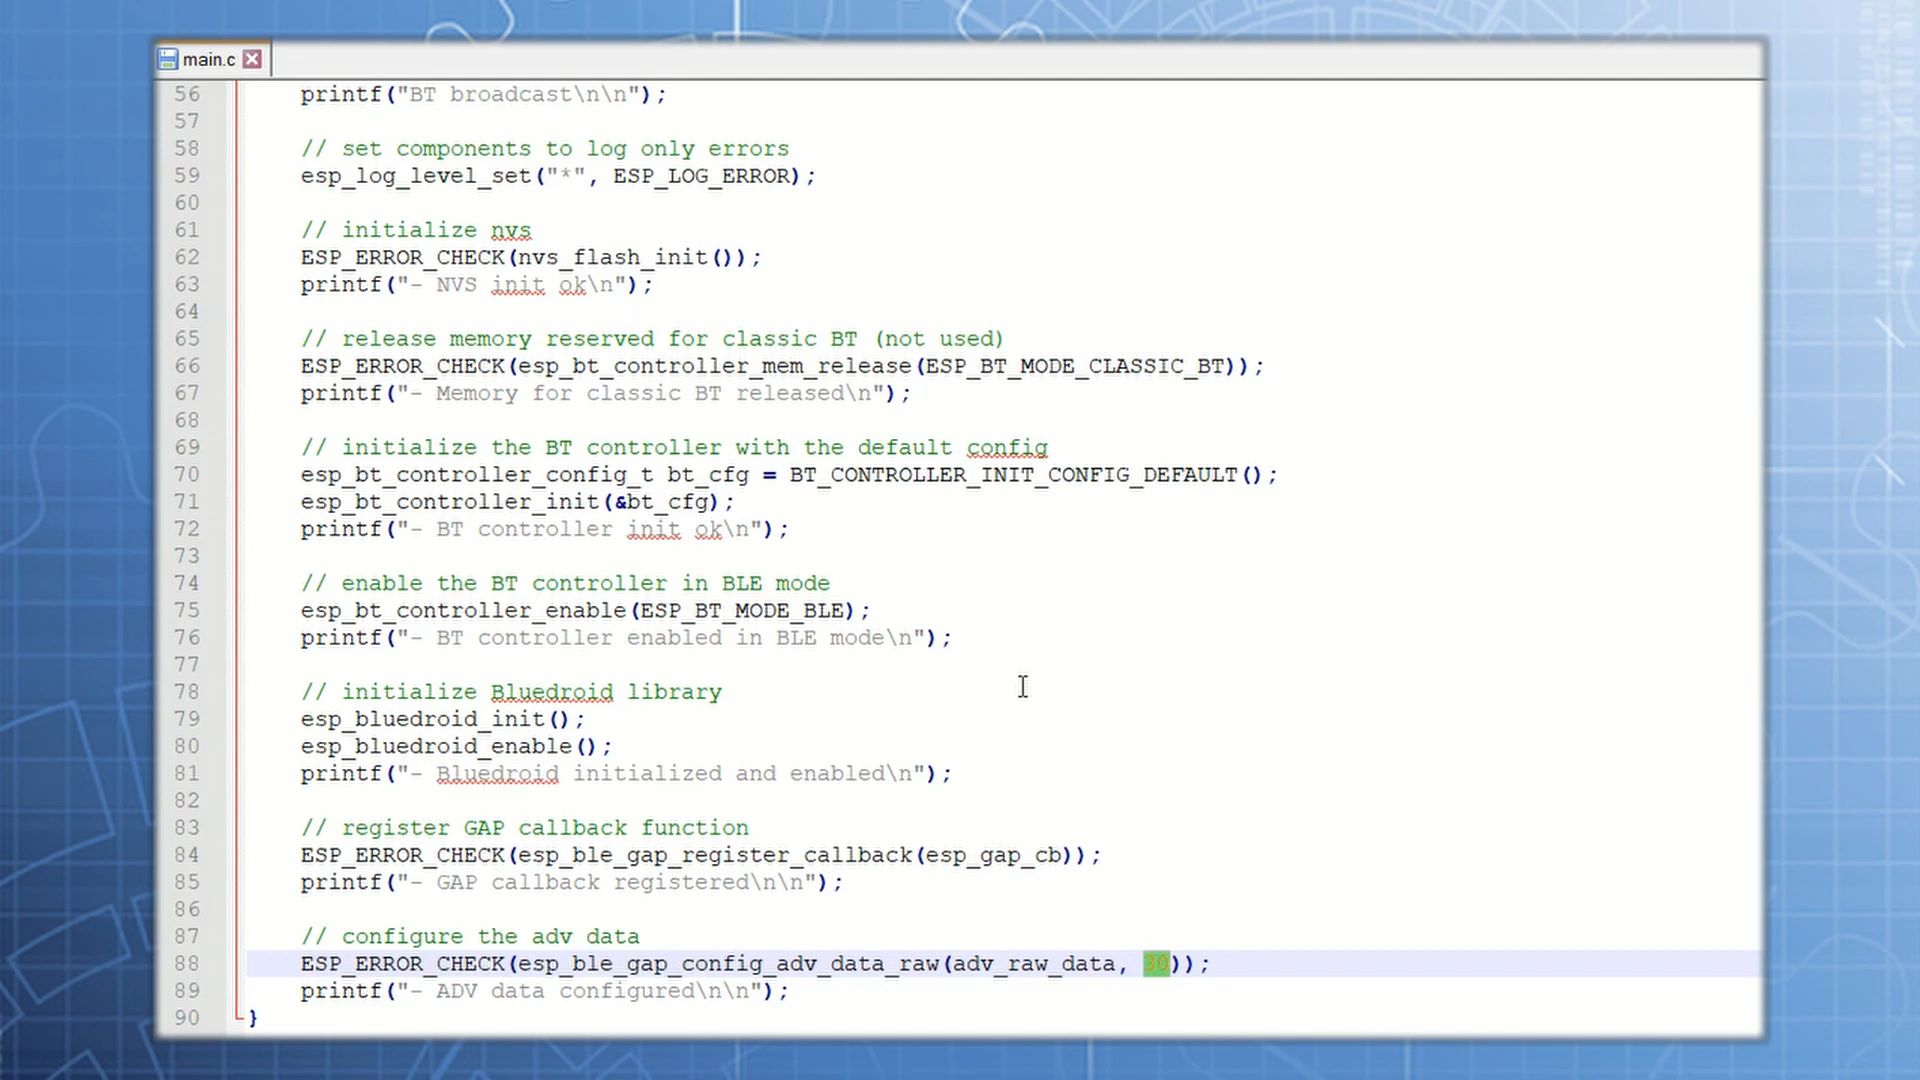 main.c
56 printf("BT broadcast\n\n");
57
58 // set components to log only errors
59 esp_log_level_set("*", ESP_LOG_ERROR);
60
61 // initialize nvs
62 ESP_ERROR_CHECK(nvs_flash_init());
63 printf("- NVS init ok\n");
64
65 // release memory reserved for classic BT (not used)
66 ESP_ERROR_CHECK(esp_bt_controller_mem_release(ESP_BT_MODE_CLASSIC_BT));
67 printf("- Memory for classic BT released\n");
68
69 // initialize the BT controller with the default config
70 esp_bt_controller_config_t bt_cfg = BT_CONTROLLER_INIT_CONFIG_DEFAULT();
71 esp_bt_controller_init(&bt_cfg);
72 printf("- BT controller init ok\n");
73
74 // enable the BT controller in BLE mode
75 esp_bt_controller_enable(ESP_BT_MODE_BLE);
76 printf("- BT controller enabled in BLE mode\n");
77
78 // initialize Bluedroid library
79 esp_bluedroid_init();
80 esp_bluedroid_enable();
81 printf("- Bluedroid initialized and enabled\n");
82
83 // register GAP callback function
84 ESP_ERROR_CHECK(esp_ble_gap_register_callback(esp_gap_cb));
85 printf("- GAP callback registered\n\n");
86
87 // configure the adv data
88 ESP_ERROR_CHECK(esp_ble_gap_config_adv_data_raw(adv_raw_data, 30));
89 printf("- ADV data configured\n\n");
90 }